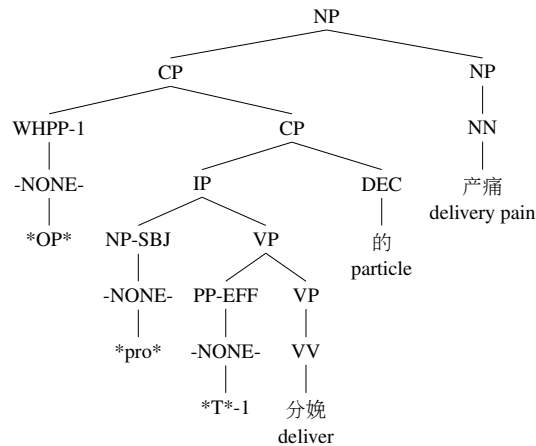 NP
CP NP
WHPP-1 CP NN
-NONE- IP DEC 产痛
*OP* NP-SBJ VP 的 delivery pain
particle
-NONE- PP-EFF VP
*pro* -NONE- VV
*T*-1 分娩
deliver